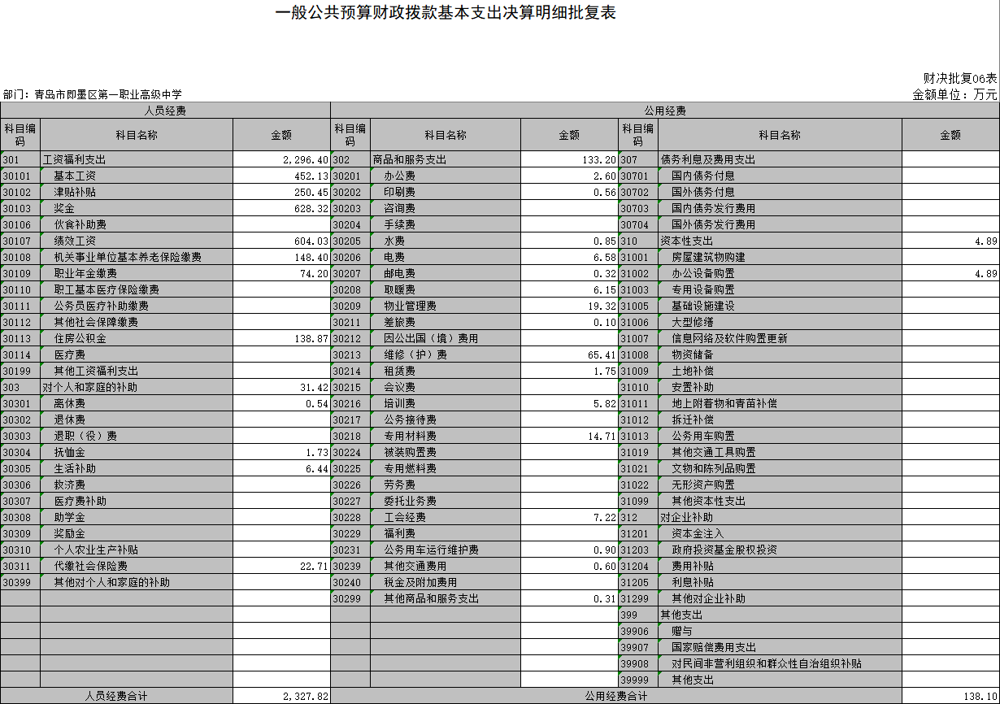 一般公共预算财政拨款基本支出决算明细批复表
财决批复06表
部门：青岛市即墨区第一职业高级中学 金额单位：万元
人员经费 公用经费
科目编码 科目名称 金额 科目编码 科目名称 金额 科目编码 科目名称 金额
301 工资福利支出 2,296.40 302 商品和服务支出 133.20 307 债务利息及费用支出
30101 基本工资 452.13 30201 办公费 2.60 30701 国内债务付息
30102 津贴补贴 250.45 30202 印刷费 0.56 30702 国外债务付息
30103 奖金 628.32 30203 咨询费 30703 国内债务发行费用
30106 伙食补助费 30204 手续费 30704 国外债务发行费用
30107 绩效工资 604.03 30205 水费 0.85 310 资本性支出 4.89
30108 机关事业单位基本养老保险缴费 148.40 30206 电费 6.58 31001 房屋建筑物购建
30109 职业年金缴费 74.20 30207 邮电费 0.32 31002 办公设备购置 4.89
30110 职工基本医疗保险缴费 30208 取暖费 6.15 31003 专用设备购置
30111 公务员医疗补助缴费 30209 物业管理费 19.32 31005 基础设施建设
30112 其他社会保障缴费 30211 差旅费 0.10 31006 大型修缮
30113 住房公积金 138.87 30212 因公出国（境）费用 31007 信息网络及软件购置更新
30114 医疗费 30213 维修（护）费 65.41 31008 物资储备
30199 其他工资福利支出 30214 租赁费 1.75 31009 土地补偿
303 对个人和家庭的补助 31.42 30215 会议费 31010 安置补助
30301 离休费 0.54 30216 培训费 5.82 31011 地上附着物和青苗补偿
30302 退休费 30217 公务接待费 31012 拆迁补偿
30303 退职（役）费 30218 专用材料费 14.71 31013 公务用车购置
30304 抚恤金 1.73 30224 被装购置费 31019 其他交通工具购置
30305 生活补助 6.44 30225 专用燃料费 31021 文物和陈列品购置
30306 救济费 30226 劳务费 31022 无形资产购置
30307 医疗费补助 30227 委托业务费 31099 其他资本性支出
30308 助学金 30228 工会经费 7.22 312 对企业补助
30309 奖励金 30229 福利费 31201 资本金注入
30310 个人农业生产补贴 30231 公务用车运行维护费 0.90 31203 政府投资基金股权投资
30311 代缴社会保险费 22.71 30239 其他交通费用 0.60 31204 费用补贴
30399 其他对个人和家庭的补助 30240 税金及附加费用 31205 利息补贴
30299 其他商品和服务支出 0.31 31299 其他对企业补助
399 其他支出
39906 赠与
39907 国家赔偿费用支出
39908 对民间非营利组织和群众性自治组织补贴
39999 其他支出
人员经费合计 2,327.82 公用经费合计 138.10